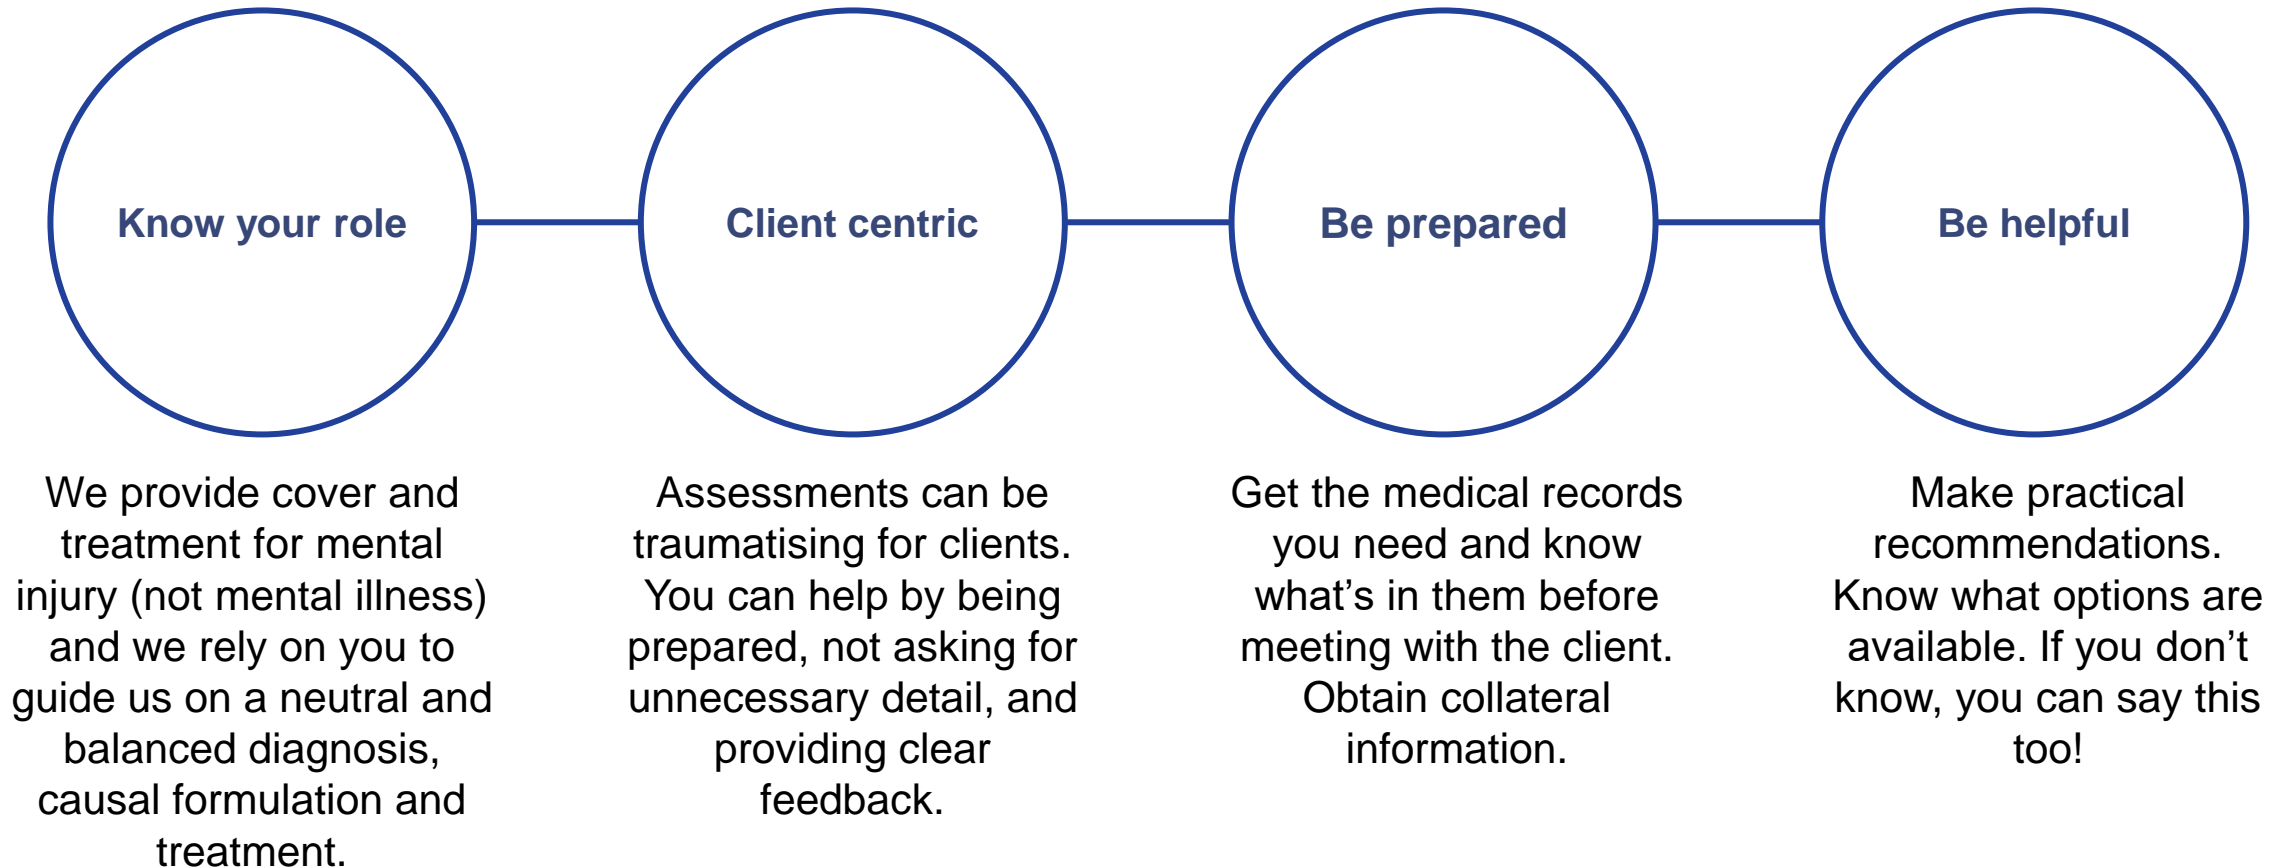 Know your role
We provide cover and
treatment for mental
injury (not mental illness)
and we rely on you to
guide us on a neutral and
balanced diagnosis,
causal formulation and
treatment.
Client centric
Assessments can be
traumatising for clients.
You can help by being
prepared, not asking for
unnecessary detail, and
providing clear
feedback.
Be prepared
Get the medical records
you need and know
what’s in them before
meeting with the client.
Obtain collateral
information.
Be helpful
Make practical
recommendations.
Know what options are
available. If you don’t
know, you can say this
too!